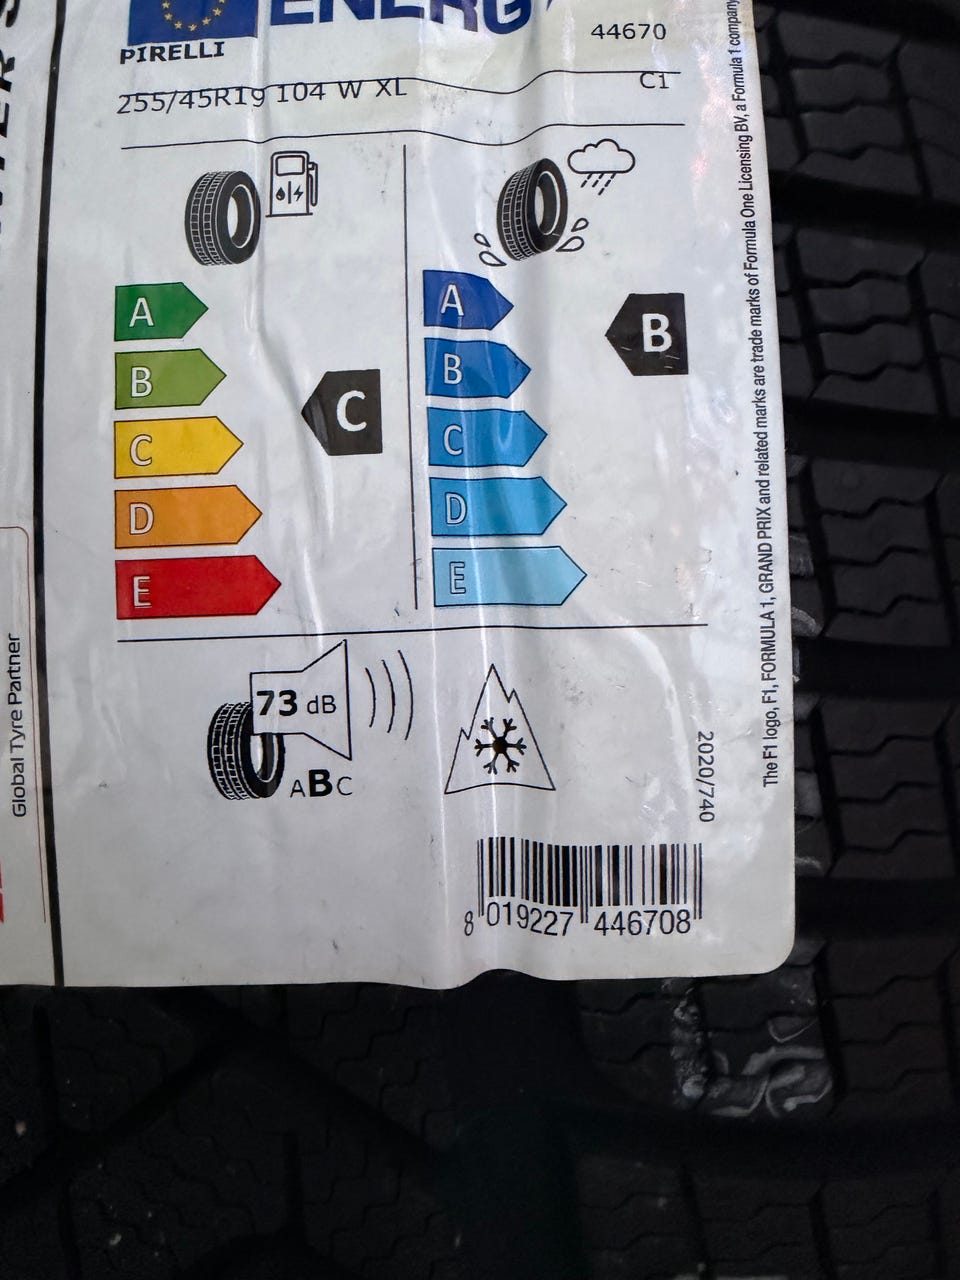 ENERG
PIRELLI
44670
255/45R19 104 W XL
C1
A
B
C
D
E
C
A
B
C
D
E
B
73 dB
ABC
2020/740
8 019227 446708
The F1 logo, F1, FORMULA 1, GRAND PRIX and related marks are trade marks of Formula One Licensing BV, a Formula 1 company
Global Tyre Partner